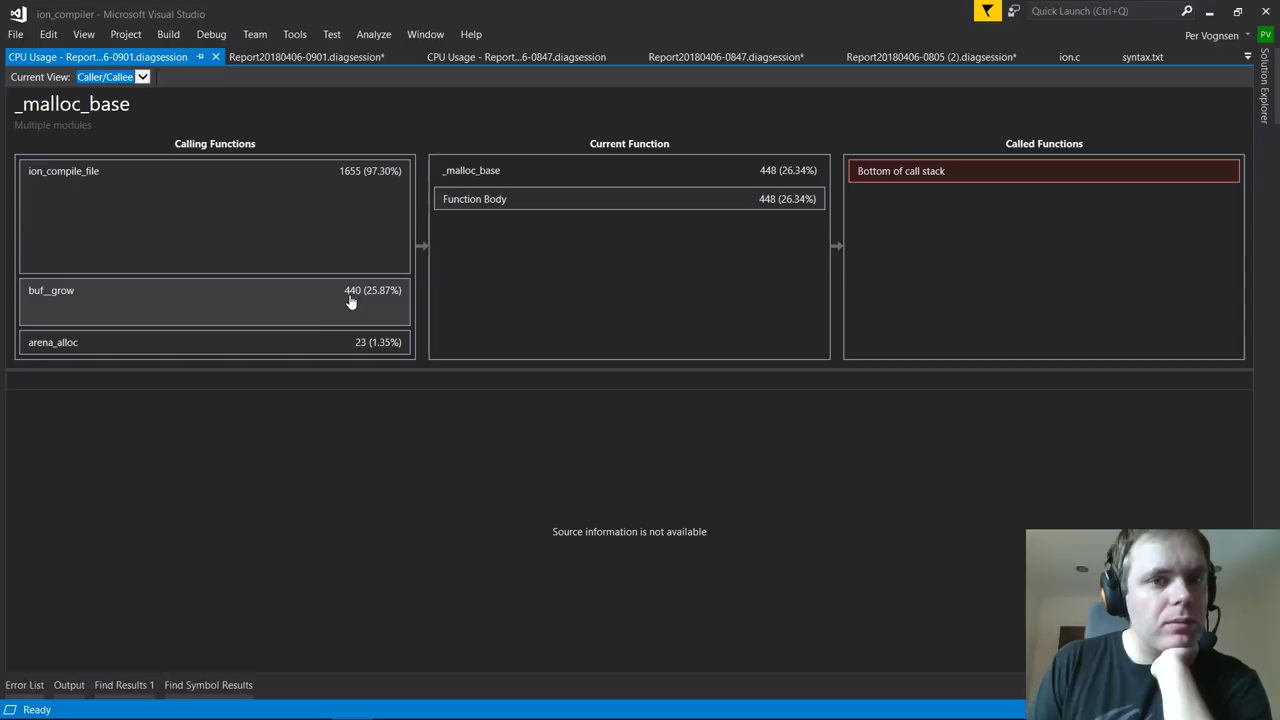 ion_compiler - Microsoft Visual Studio
Quick Launch (Ctrl+Q)
File Edit View Project Build Debug Team Tools Test Analyze Window Help
Per Vognsen
PV
CPU Usage - Report...6-0901.diagsession
Report20180406-0901.diagsession*
CPU Usage - Report...6-0847.diagsession
Report20180406-0847.diagsession*
Report20180406-0805 (2).diagsession*
ion.c
syntax.txt
Solution Explorer
Current View: Caller/Callee
_malloc_base
Multiple modules
Calling Functions
Current Function
Called Functions
ion_compile_file 1655 (97.30%)
_malloc_base 448 (26.34%)
Bottom of call stack
Function Body 448 (26.34%)
buf__grow 440 (25.87%)
arena_alloc 23 (1.35%)
Source information is not available
Error List Output Find Results 1 Find Symbol Results
Ready